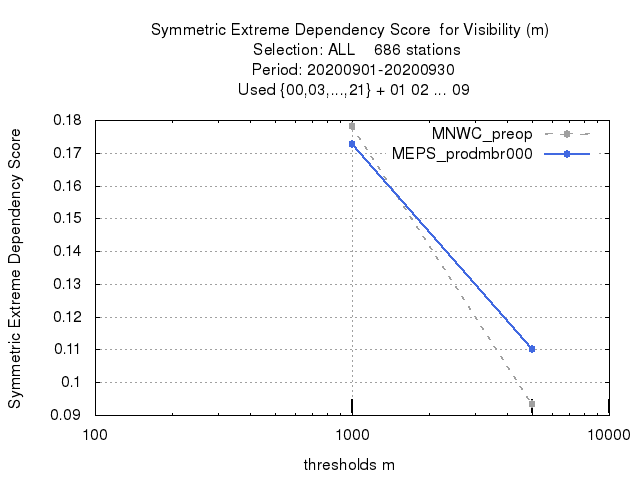 Symmetric Extreme Dependency Score  for Visibility (m)
Selection: ALL    686 stations
Period: 20200901-20200930
Used {00,03,...,21} + 01 02 ... 09
Symmetric Extreme Dependency Score
0.18
0.17
0.16
0.15
0.14
0.13
0.12
0.11
0.1
0.09
MNWC_preop
MEPS_prodmbr000
100
1000
10000
thresholds m